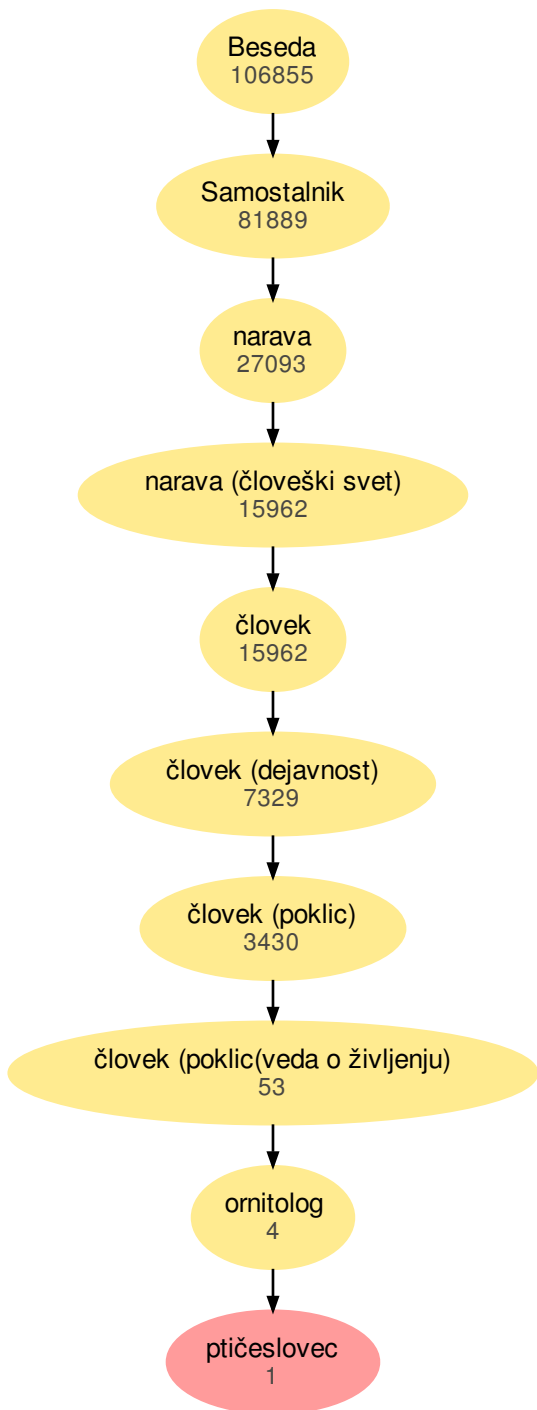 Beseda
106855
Samostalnik
81889
narava
27093
narava (človeški svet)
15962
človek
15962
človek (dejavnost)
7329
človek (poklic)
3430
človek (poklic(veda o življenju)
53
ornitolog
4
ptičeslovec
1